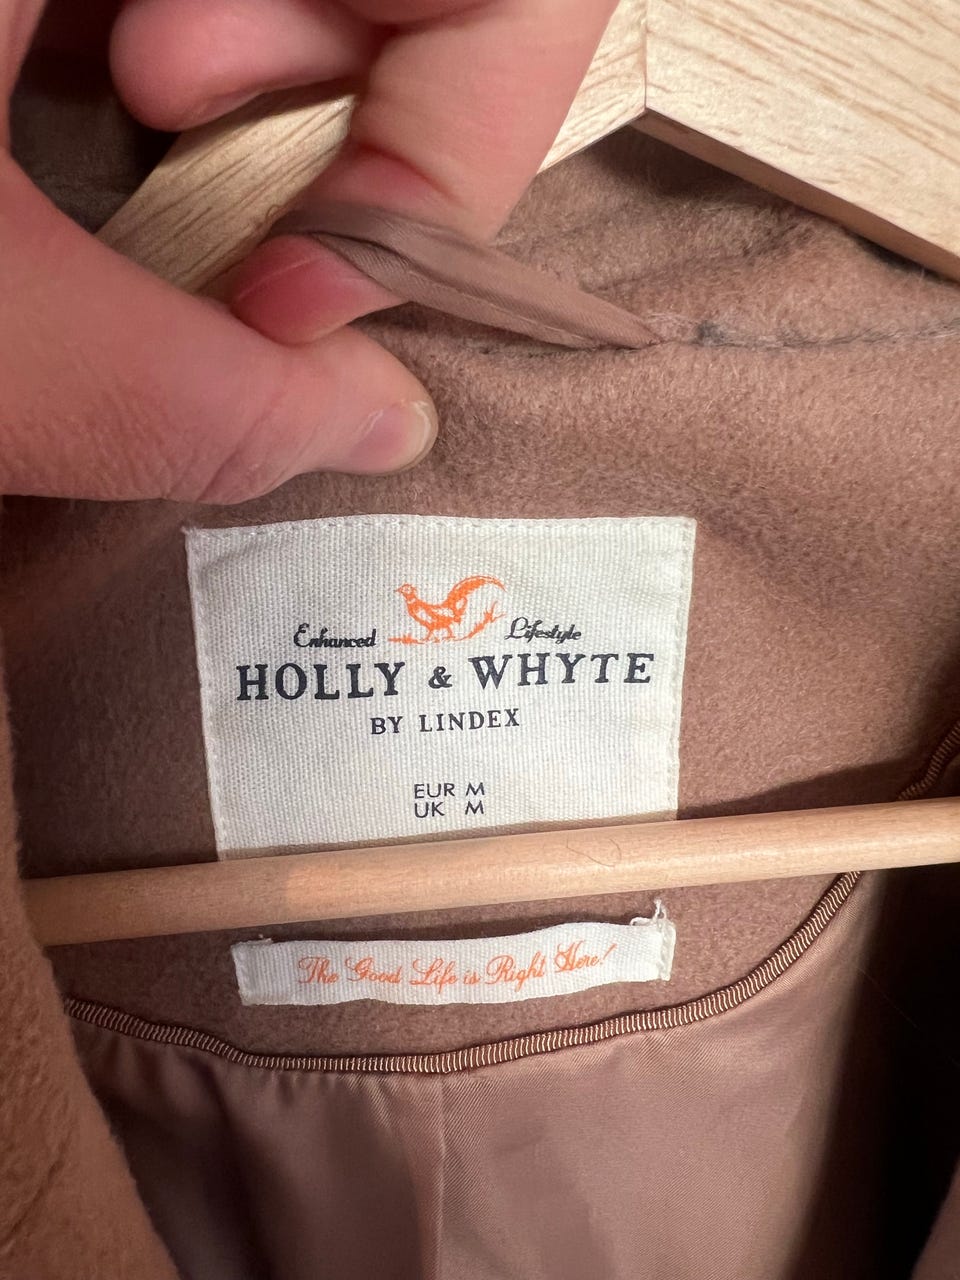 Enhanced Lifestyle
HOLLY & WHYTE
BY LINDEX
EUR M
UK M
The Good Life is Right Here!